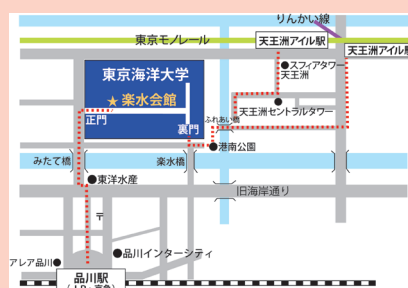 りんかい線
東京モノレール
天王洲アイル駅
天王洲アイル駅
スフィアタワー
天王洲
東京海洋大学
★楽水会館
正門
裏門
ふれあい橋
天王洲セントラルタワー
港南公園
みたて橋
楽水橋
東洋水産
旧海岸通り
〒
品川インターシティ
アレア品川
品川駅